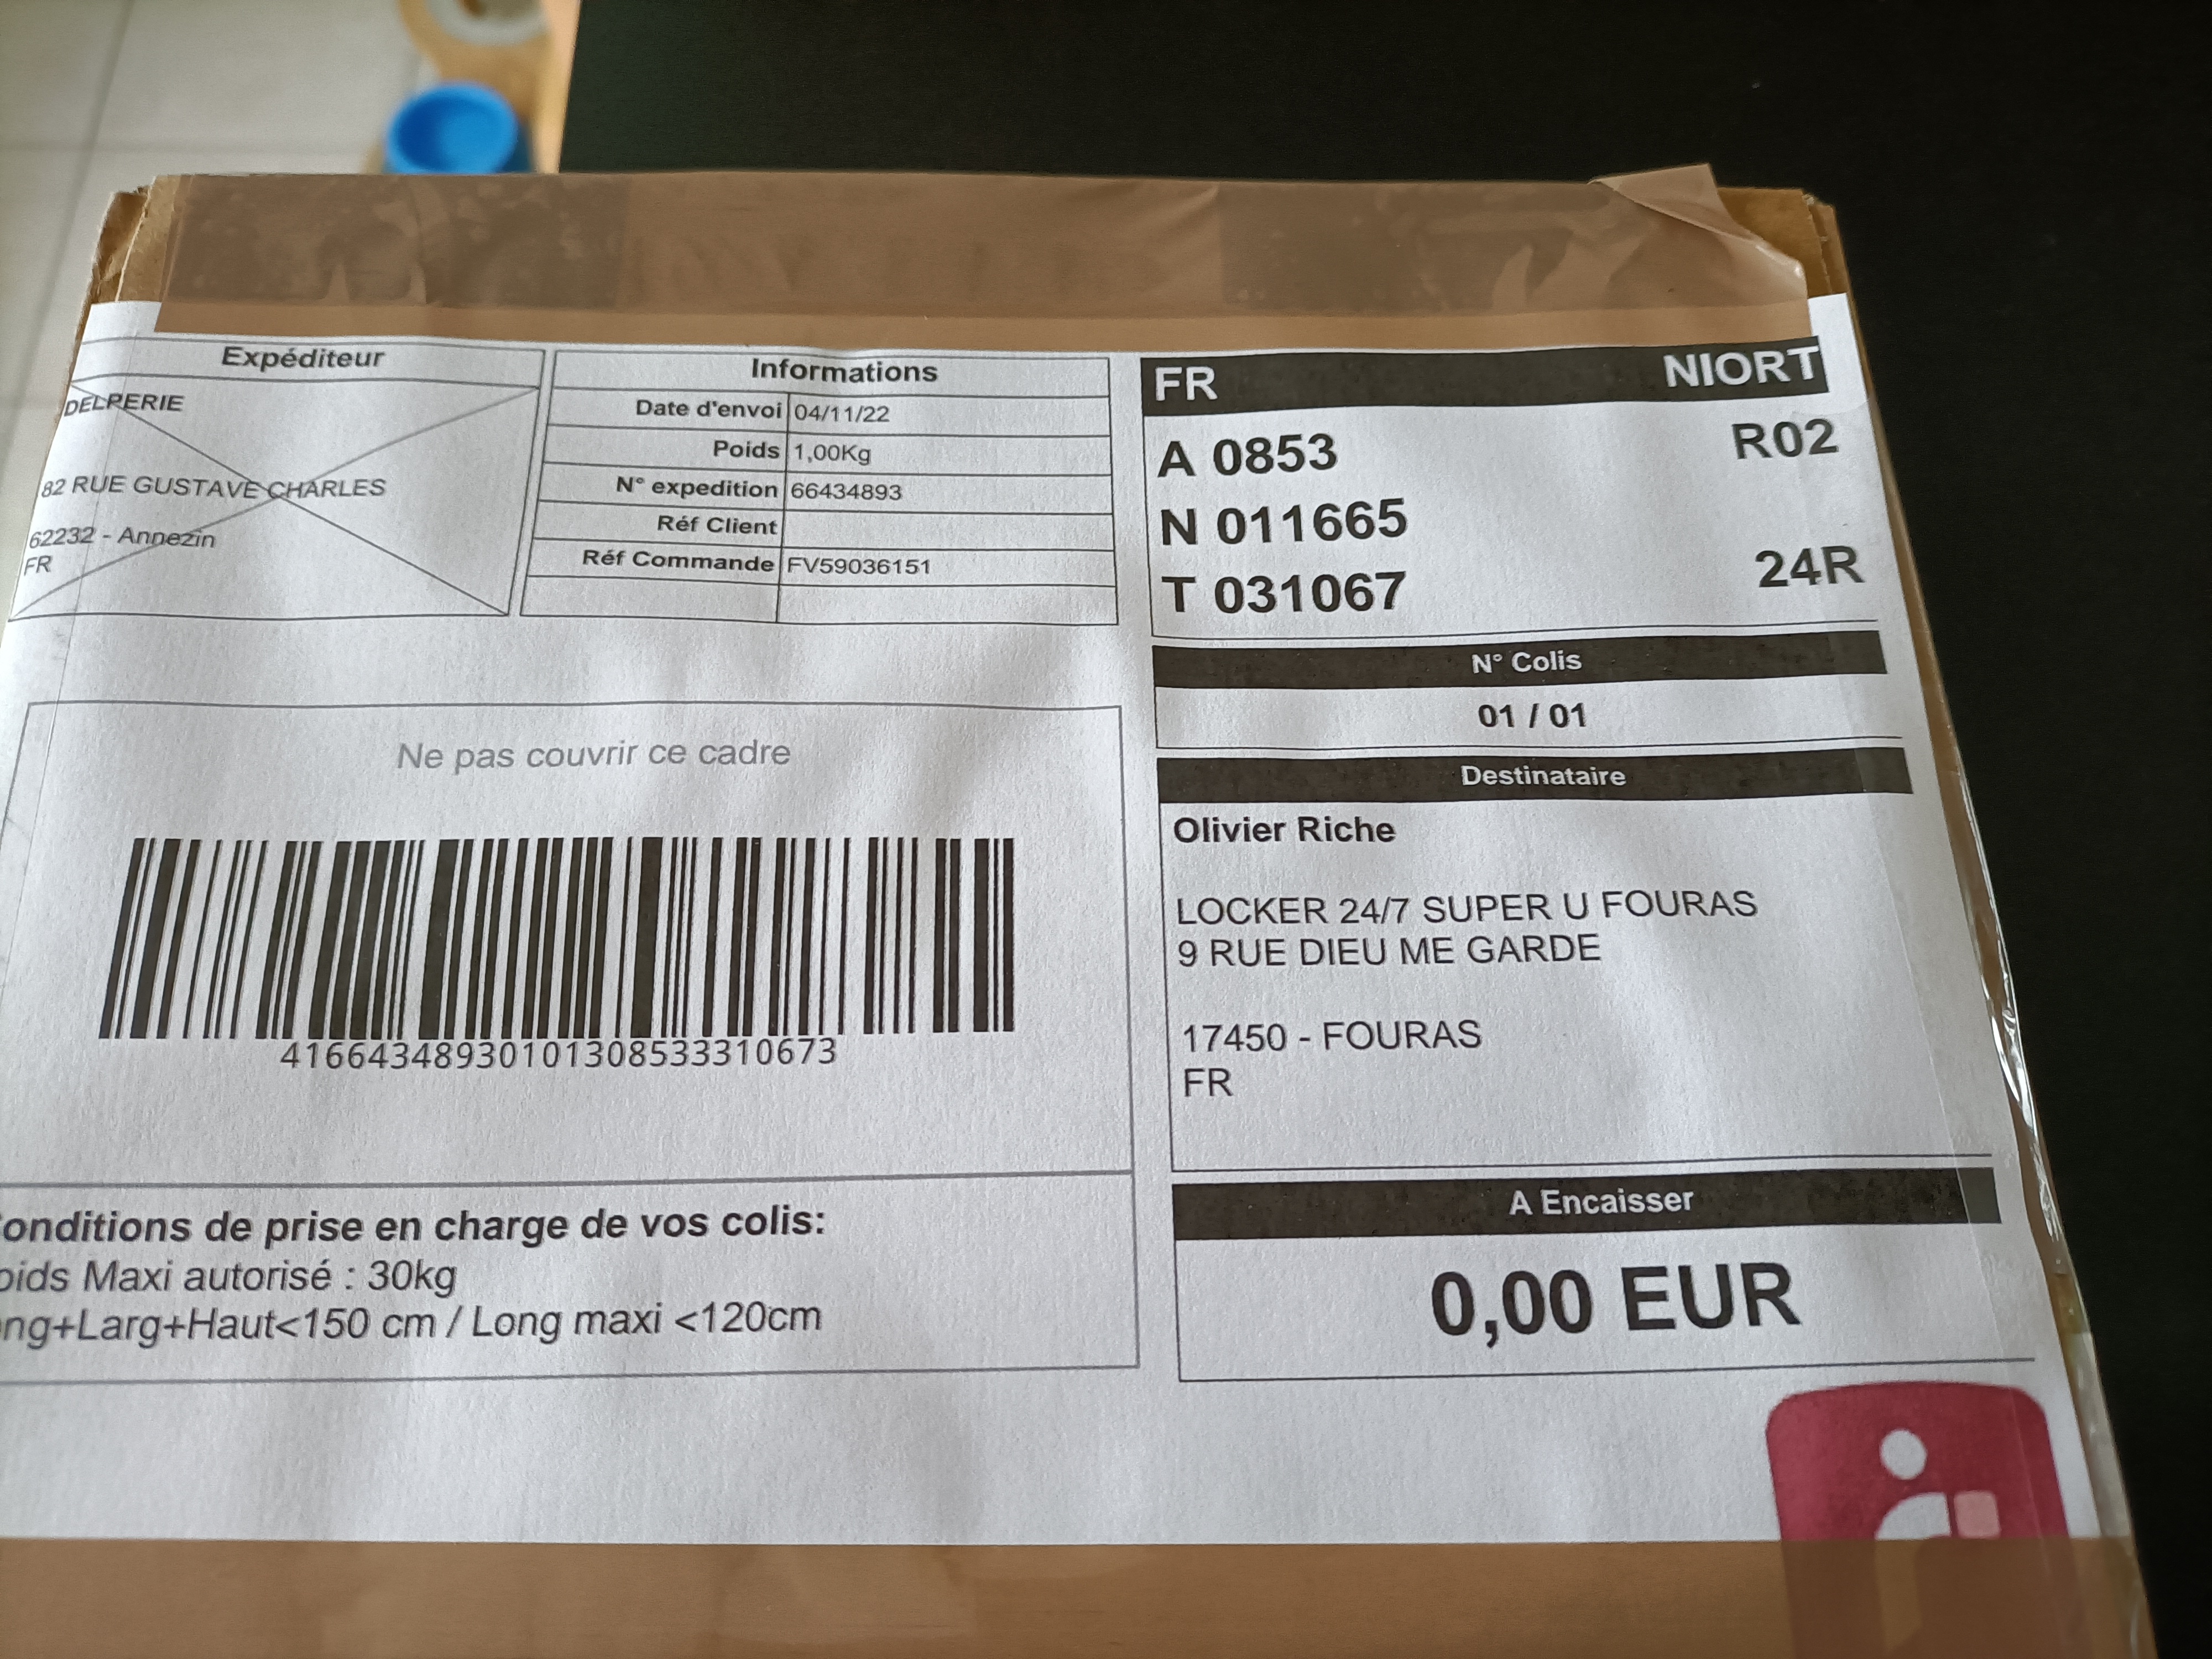 Expéditeur
DELPERIE
82 RUE GUSTAVE CHARLES
62232 - Annezin
FR
Informations
Date d'envoi 04/11/22
Poids 1,00Kg
N° expedition 66434893
Réf Client
Réf Commande FV59036151
FR NIORT
A 0853 R02
N 011665
T 031067 24R
N° Colis
01 / 01
Destinataire
Olivier Riche
LOCKER 24/7 SUPER U FOURAS
9 RUE DIEU ME GARDE
17450 - FOURAS
FR
A Encaisser
0,00 EUR
Ne pas couvrir ce cadre
41664348930101308533310673
onditions de prise en charge de vos colis:
oids Maxi autorisé : 30kg
ng+Larg+Haut<150 cm / Long maxi <120cm